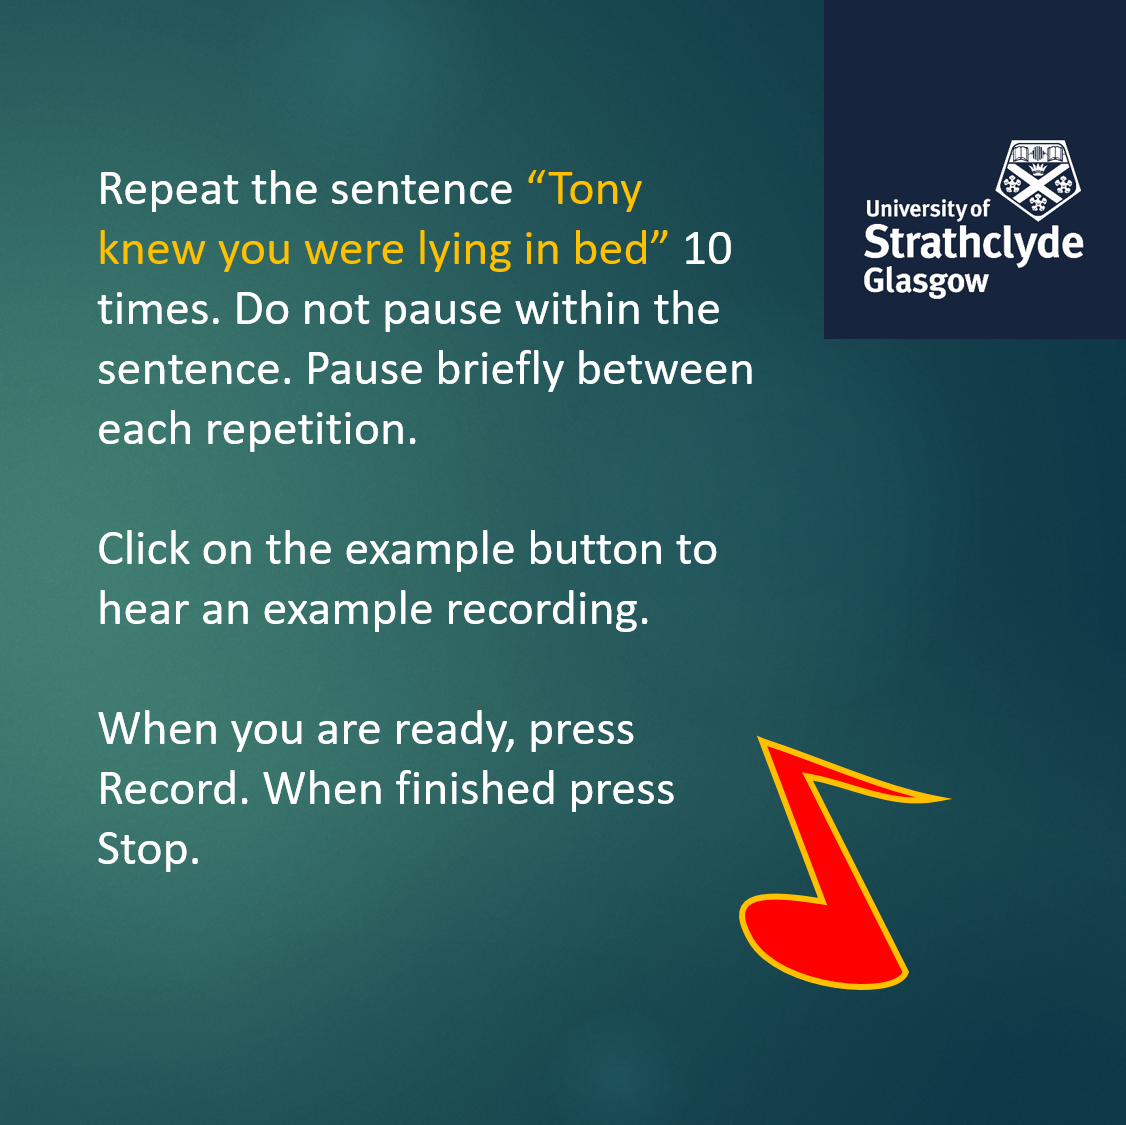 Repeat the sentence “Tony
knew you were lying in bed” 10
times. Do not pause within the
sentence. Pause briefly between
each repetition.
Click on the example button to
hear an example recording.
When you are ready, press
Record. When finished press
Stop.
University of
Strathclyde
Glasgow